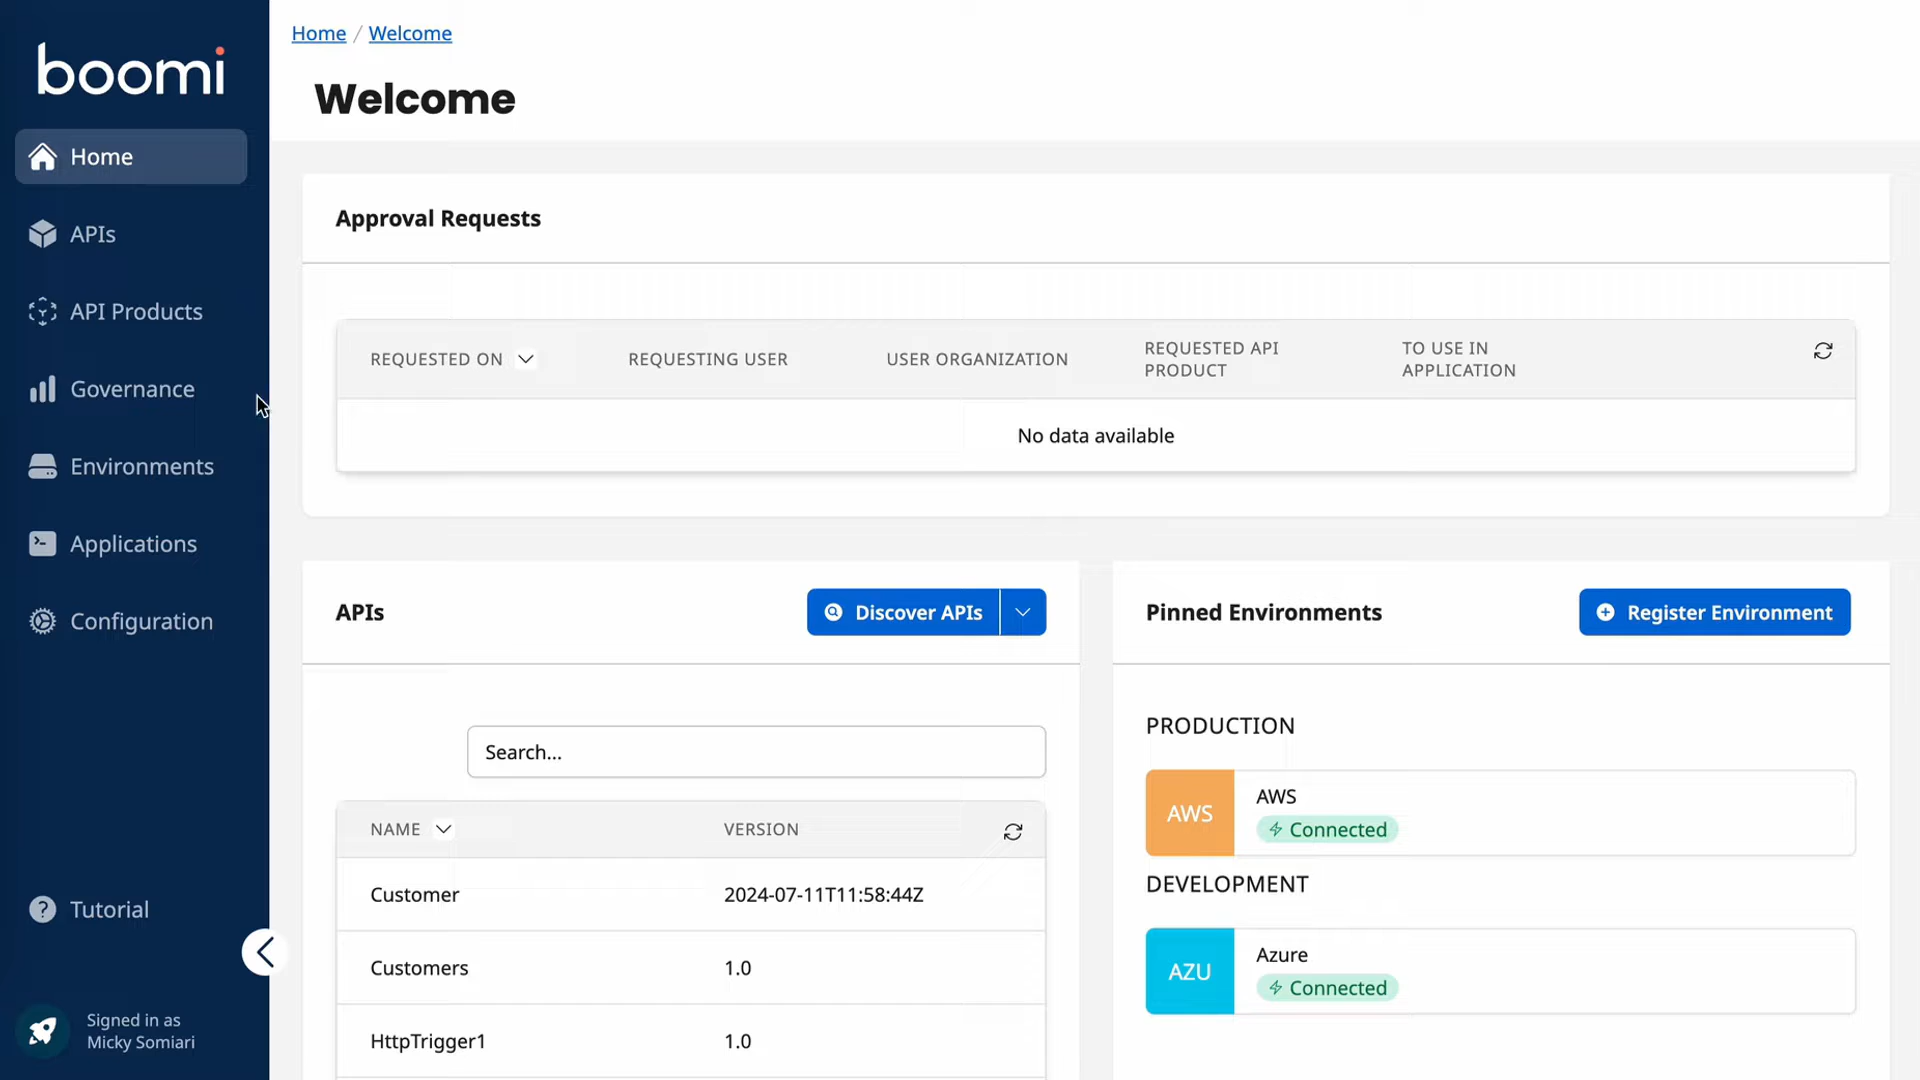 boomi
Home
APIs
API Products
Governance
Environments
Applications
Configuration
Tutorial
Signed in as
Micky Somiari
Home / Welcome
Welcome
Approval Requests
REQUESTED ON
REQUESTING USER
USER ORGANIZATION
REQUESTED API
PRODUCT
TO USE IN
APPLICATION
No data available
APIs
Discover APIs
Search...
NAME
VERSION
Customer
2024-07-11T11:58:44Z
Customers
1.0
HttpTrigger1
1.0
Pinned Environments
Register Environment
PRODUCTION
AWS
AWS
Connected
DEVELOPMENT
AZU
Azure
Connected